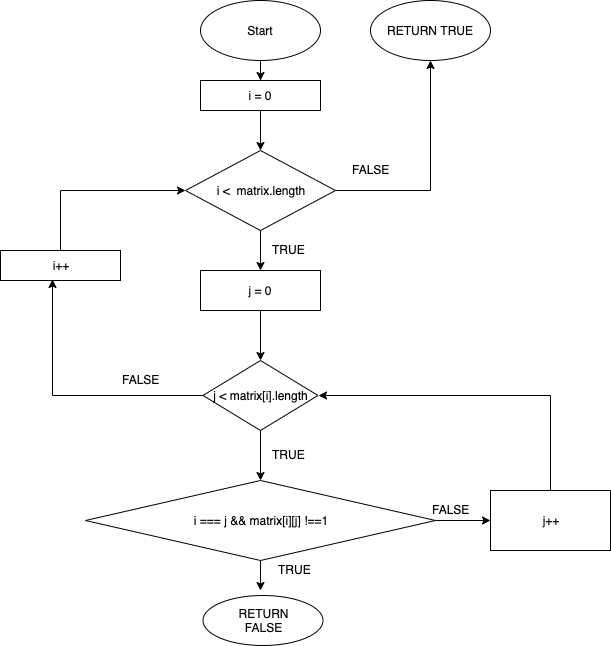 Start
RETURN TRUE
i = 0
FALSE
i < matrix.length
TRUE
i++
j = 0
FALSE
j < matrix[i].length
TRUE
FALSE
i === j && matrix[i][j] !==1
j++
TRUE
RETURN
FALSE